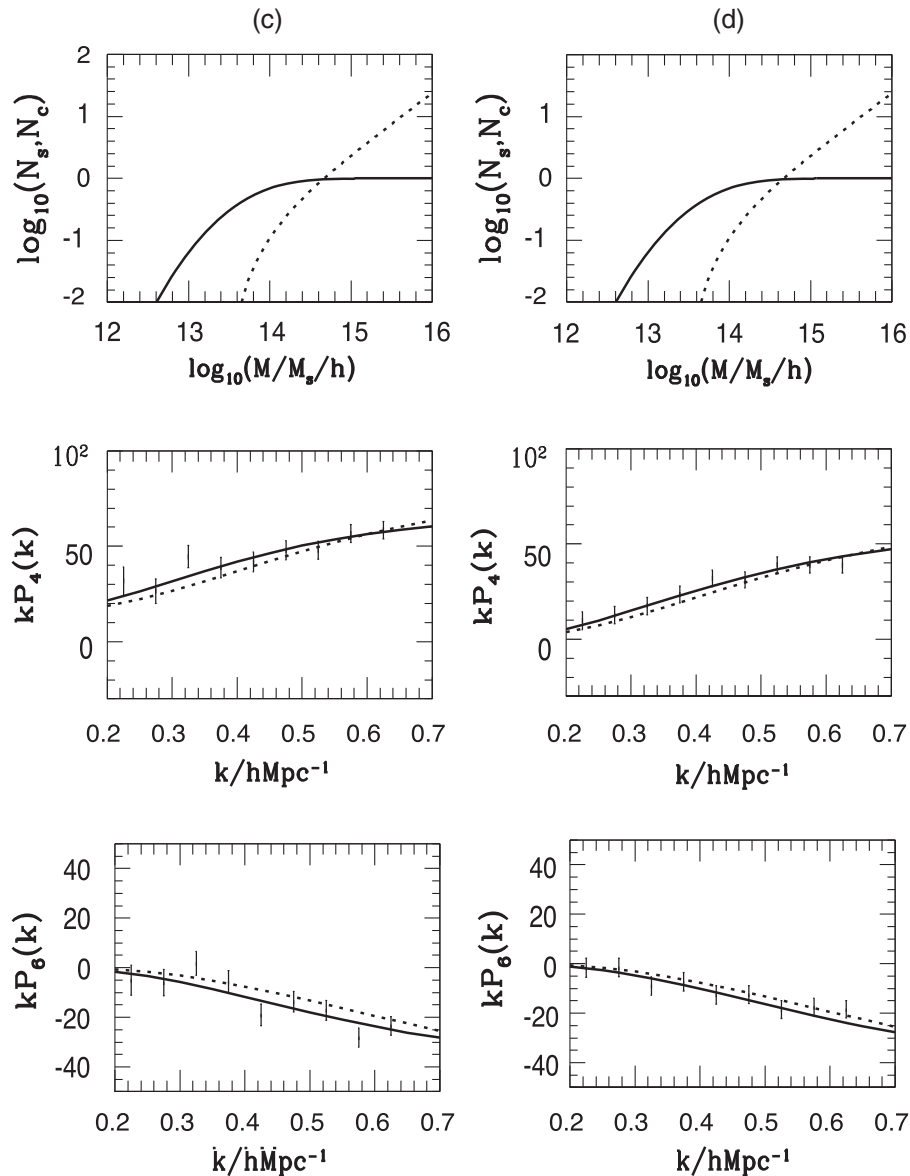 (c)
(d)
log₁₀(Nₛ,N꜀)
2
1
0
-1
-2
12 13 14 15 16
log₁₀(M/Mₛ/h)
log₁₀(Nₛ,N꜀)
2
1
0
-1
-2
12 13 14 15 16
log₁₀(M/Mₛ/h)
kP₄(k)
10²
50
0
0.2 0.3 0.4 0.5 0.6 0.7
k/hMpc⁻¹
kP₄(k)
10²
50
0
0.2 0.3 0.4 0.5 0.6 0.7
k/hMpc⁻¹
kP₆(k)
40
20
0
-20
-40
0.2 0.3 0.4 0.5 0.6 0.7
k/hMpc⁻¹
kP₆(k)
40
20
0
-20
-40
0.2 0.3 0.4 0.5 0.6 0.7
k/hMpc⁻¹